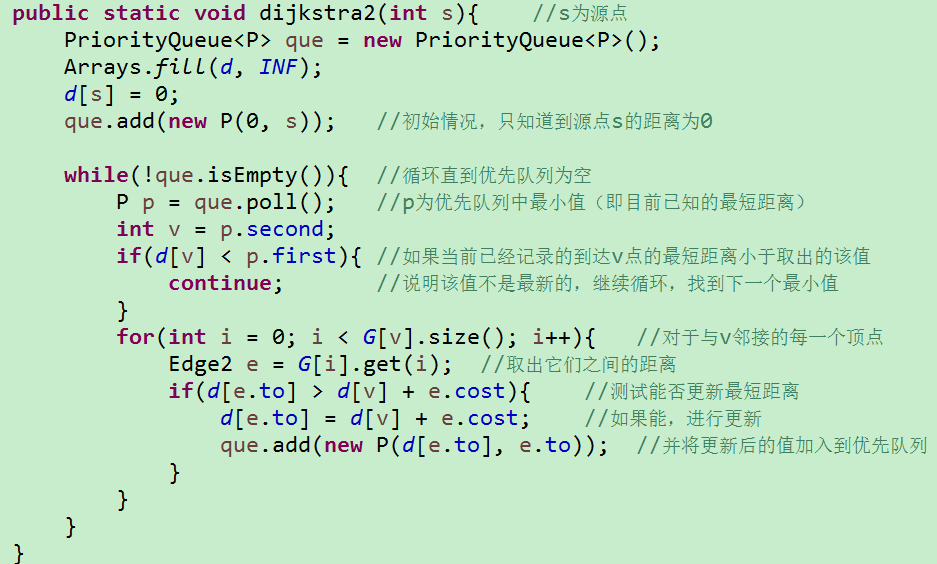 public static void dijkstra2(int s){    //s为源点
    PriorityQueue<P> que = new PriorityQueue<P>();
    Arrays.fill(d, INF);
    d[s] = 0;
    que.add(new P(0, s));   //初始情况，只知道到源点s的距离为0

    while(!que.isEmpty()){  //循环直到优先队列为空
        P p = que.poll();   //p为优先队列中最小值（即目前已知的最短距离）
        int v = p.second;
        if(d[v] < p.first){ //如果当前已经记录的到达v点的最短距离小于取出的该值
            continue;       //说明该值不是最新的，继续循环，找到下一个最小值
        }
        for(int i = 0; i < G[v].size(); i++){   //对于与v邻接的每一个顶点
            Edge2 e = G[i].get(i);  //取出它们之间的距离
            if(d[e.to] > d[v] + e.cost){    //测试能否更新最短距离
                d[e.to] = d[v] + e.cost;    //如果能，进行更新
                que.add(new P(d[e.to], e.to));  //并将更新后的值加入到优先队列
            }
        }
    }
}